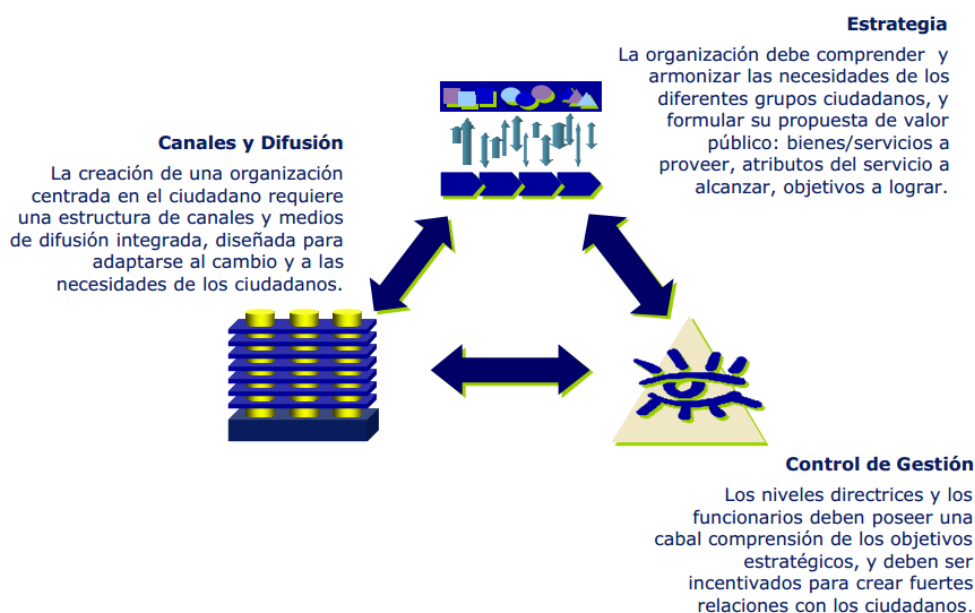 Estrategia
La organización debe comprender y
armonizar las necesidades de los
diferentes grupos ciudadanos, y
formular su propuesta de valor
público: bienes/servicios a
proveer, atributos del servicio a
alcanzar, objetivos a lograr.
Canales y Difusión
La creación de una organización
centrada en el ciudadano requiere
una estructura de canales y medios
de difusión integrada, diseñada para
adaptarse al cambio y a las
necesidades de los ciudadanos.
Control de Gestión
Los niveles directrices y los
funcionarios deben poseer una
cabal comprensión de los objetivos
estratégicos, y deben ser
incentivados para crear fuertes
relaciones con los ciudadanos.